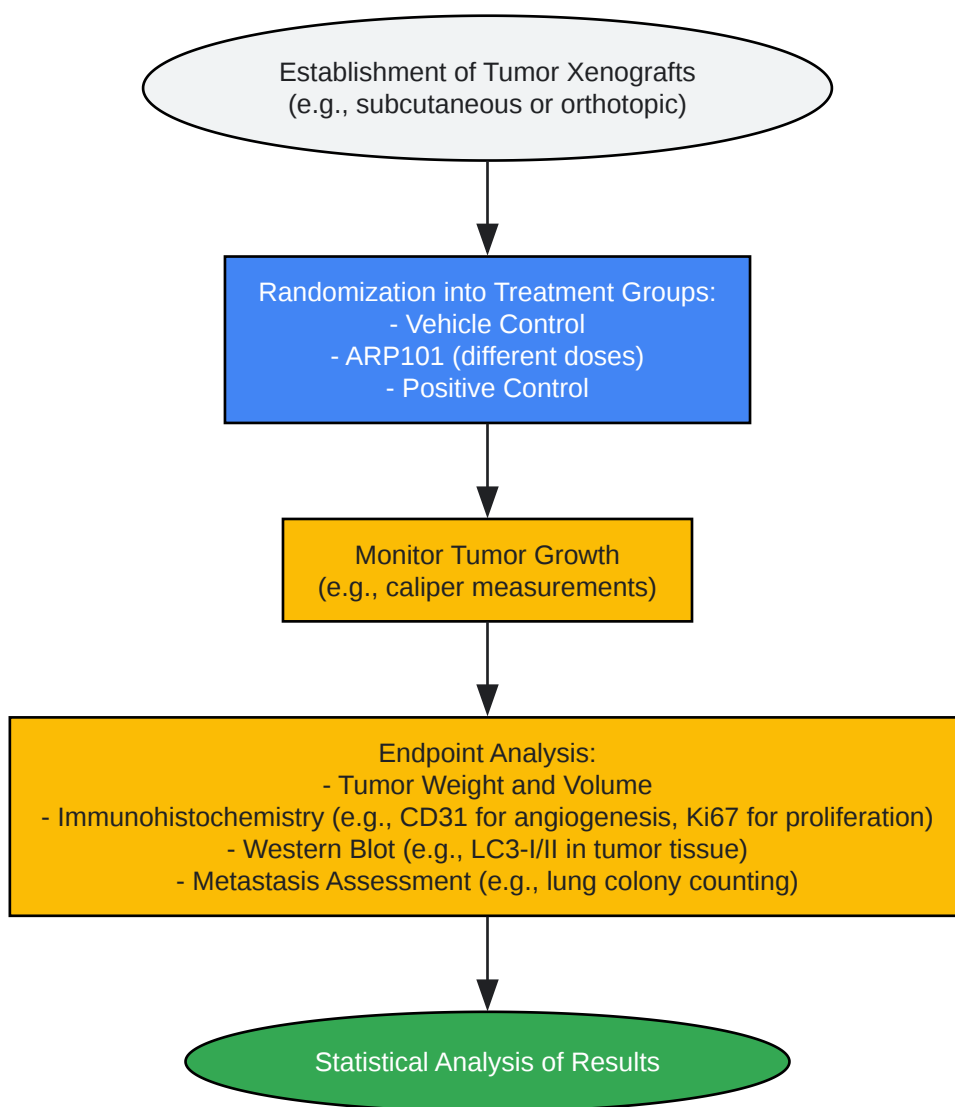 Establishment of Tumor Xenografts
(e.g., subcutaneous or orthotopic)
Randomization into Treatment Groups:
- Vehicle Control
- ARP101 (different doses)
- Positive Control
Monitor Tumor Growth
(e.g., caliper measurements)
Endpoint Analysis:
- Tumor Weight and Volume
- Immunohistochemistry (e.g., CD31 for angiogenesis, Ki67 for proliferation)
- Western Blot (e.g., LC3-I/II in tumor tissue)
- Metastasis Assessment (e.g., lung colony counting)
Statistical Analysis of Results